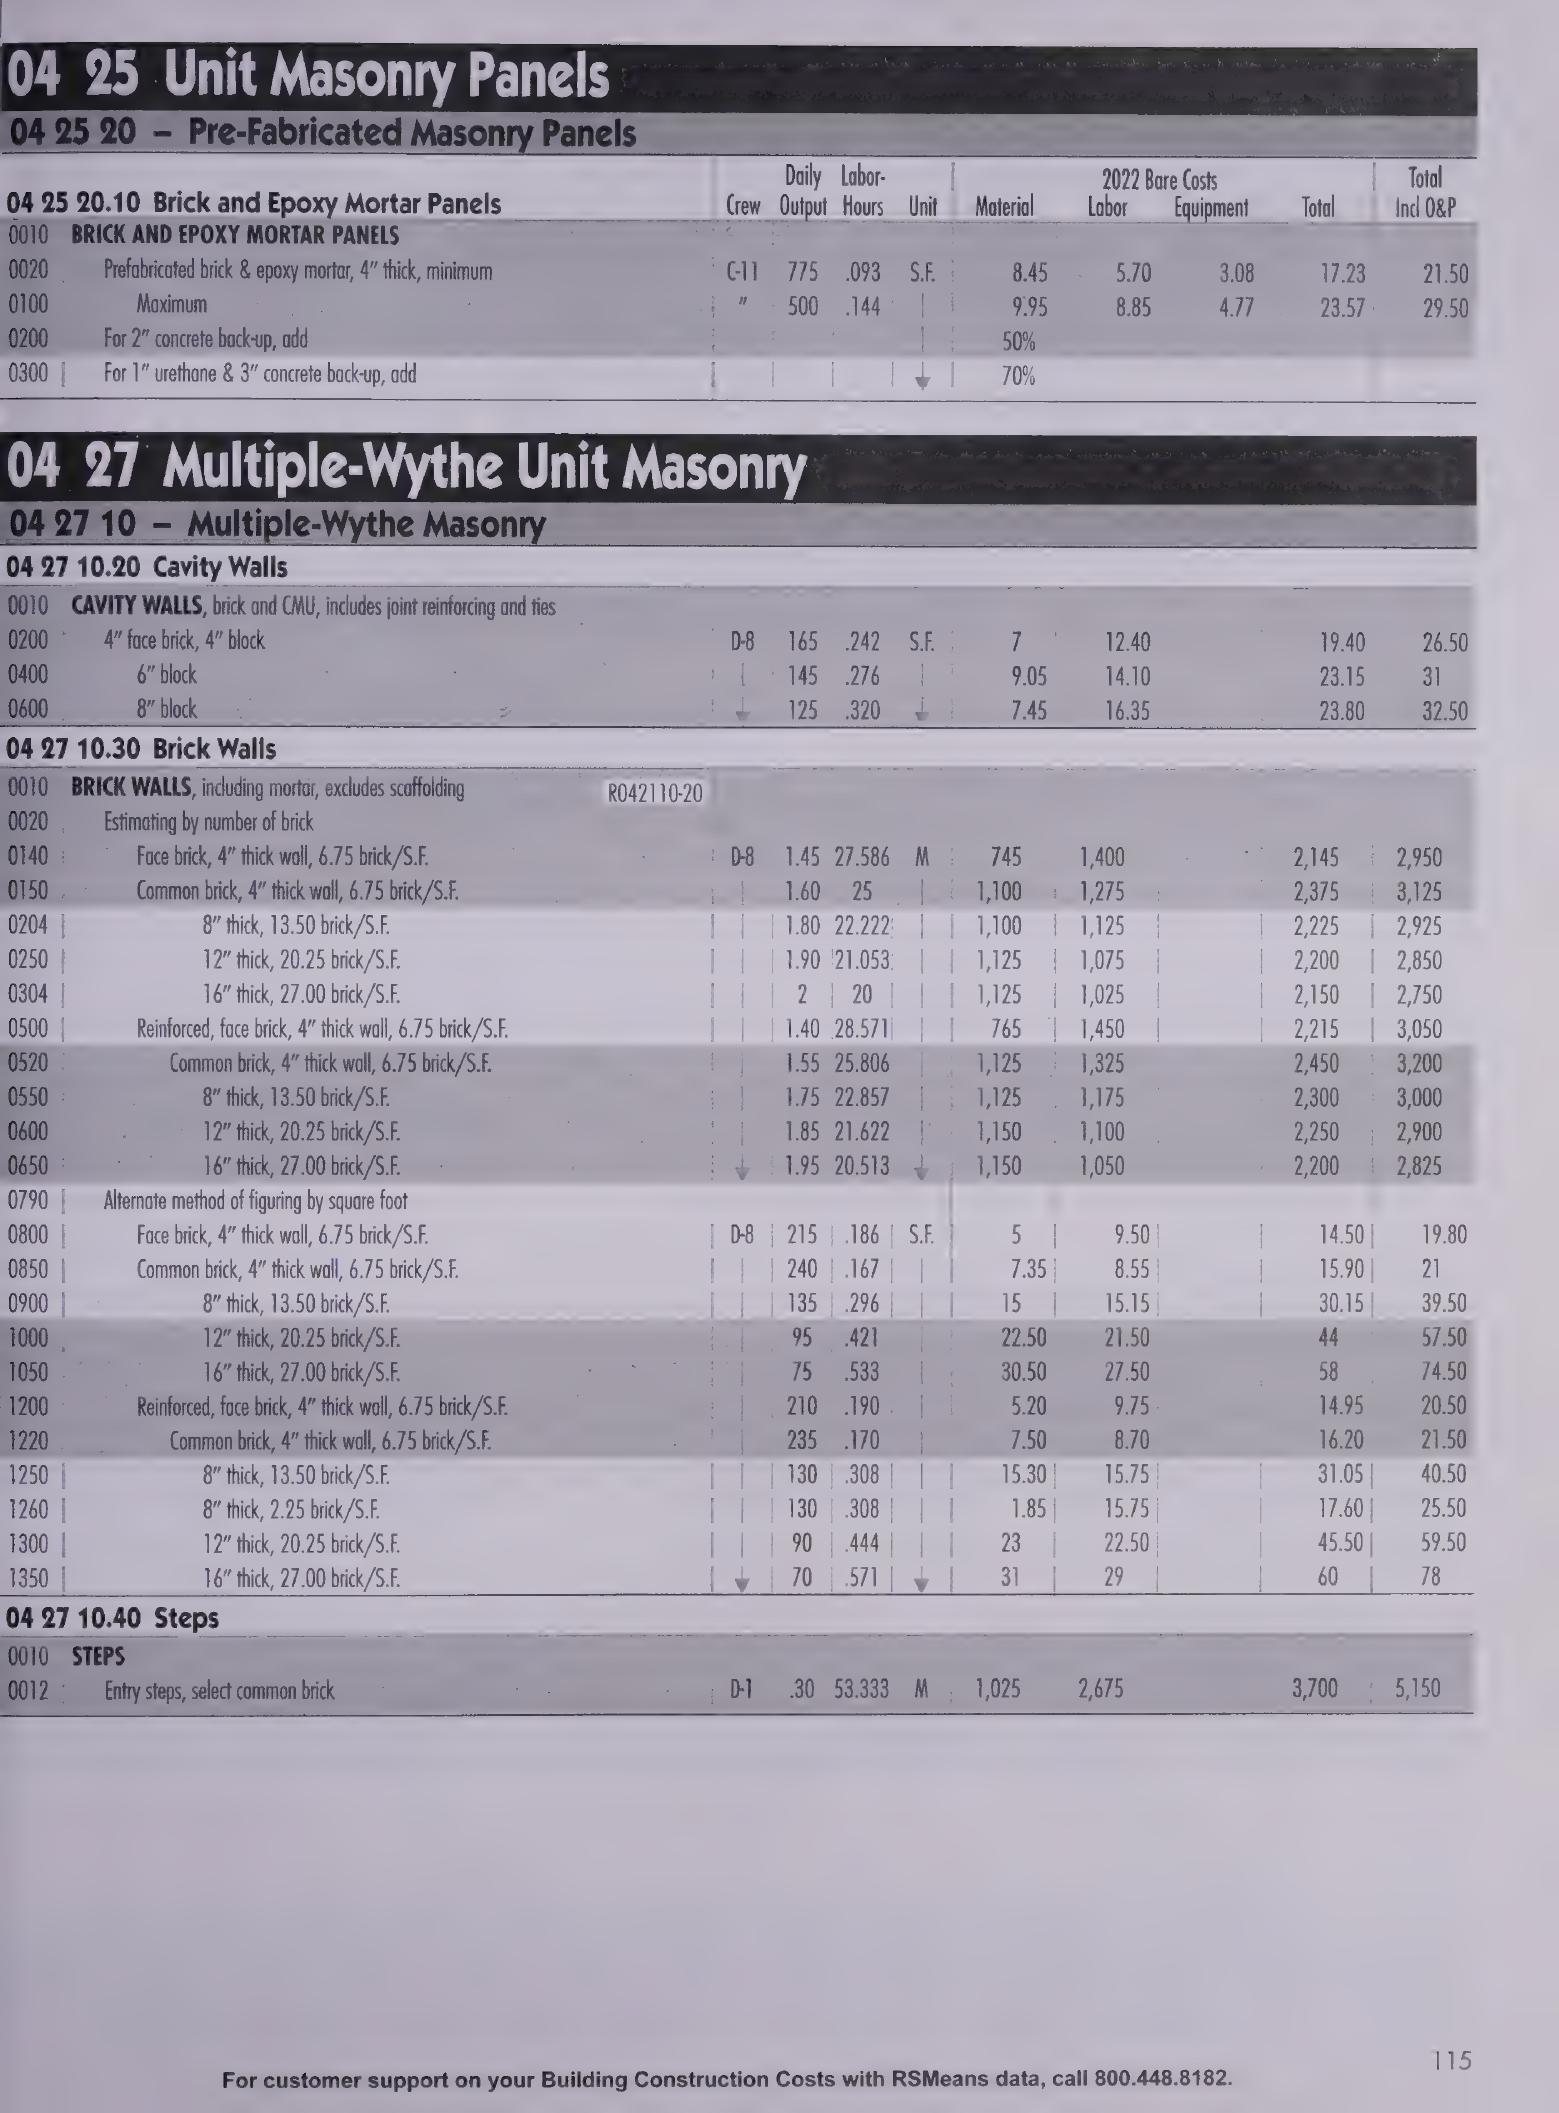 04 25 Unit Masonry Panels
04 25 20 – Pre-Fabricated Masonry Panels
Daily Labor- 2022 Bare Costs Total
04 25 20.10 Brick and Epoxy Mortar Panels Crew Output Hours Unit Material Labor Equipment Total Incl O&P
0010 BRICK AND EPOXY MORTAR PANELS
0020 Prefabricated brick & epoxy mortar, 4" thick, minimum C-11 775 .093 S.F. 8.45 5.70 3.08 17.23 21.50
0100 Maximum " 500 .144 9.95 8.85 4.77 23.57 29.50
0200 For 2" concrete back-up, add 50%
0300 For 1" urethane & 3" concrete back-up, add 70%
04 27 Multiple-Wythe Unit Masonry
04 27 10 – Multiple-Wythe Masonry
04 27 10.20 Cavity Walls
0010 CAVITY WALLS, brick and CMU, includes joint reinforcing and ties
0200 4" face brick, 4" block D-8 165 .242 S.F. 7 12.40 19.40 26.50
0400 6" block 145 .276 9.05 14.10 23.15 31
0600 8" block 125 .320 7.45 16.35 23.80 32.50
04 27 10.30 Brick Walls
0010 BRICK WALLS, including mortar, excludes scaffolding R042110-20
0020 Estimating by number of brick
0140 Face brick, 4" thick wall, 6.75 brick/S.F. D-8 1.45 27.586 M 745 1,400 2,145 2,950
0150 Common brick, 4" thick wall, 6.75 brick/S.F. 1.60 25 1,100 1,275 2,375 3,125
0204 8" thick, 13.50 brick/S.F. 1.80 22.222 1,100 1,125 2,225 2,925
0250 12" thick, 20.25 brick/S.F. 1.90 21.053 1,125 1,075 2,200 2,850
0304 16" thick, 27.00 brick/S.F. 2 20 1,125 1,025 2,150 2,750
0500 Reinforced, face brick, 4" thick wall, 6.75 brick/S.F. 1.40 28.571 765 1,450 2,215 3,050
0520 Common brick, 4" thick wall, 6.75 brick/S.F. 1.55 25.806 1,125 1,325 2,450 3,200
0550 8" thick, 13.50 brick/S.F. 1.75 22.857 1,125 1,175 2,300 3,000
0600 12" thick, 20.25 brick/S.F. 1.85 21.622 1,150 1,100 2,250 2,900
0650 16" thick, 27.00 brick/S.F. 1.95 20.513 1,150 1,050 2,200 2,825
0790 Alternate method of figuring by square foot
0800 Face brick, 4" thick wall, 6.75 brick/S.F. D-8 215 .186 S.F. 5 9.50 14.50 19.80
0850 Common brick, 4" thick wall, 6.75 brick/S.F. 240 .167 7.35 8.55 15.90 21
0900 8" thick, 13.50 brick/S.F. 135 .296 15 15.15 30.15 39.50
1000 12" thick, 20.25 brick/S.F. 95 .421 22.50 21.50 44 57.50
1050 16" thick, 27.00 brick/S.F. 75 .533 30.50 27.50 58 74.50
1200 Reinforced, face brick, 4" thick wall, 6.75 brick/S.F. 210 .190 5.20 9.75 14.95 20.50
1220 Common brick, 4" thick wall, 6.75 brick/S.F. 235 .170 7.50 8.70 16.20 21.50
1250 8" thick, 13.50 brick/S.F. 130 .308 15.30 15.75 31.05 40.50
1260 8" thick, 2.25 brick/S.F. 130 .308 1.85 15.75 17.60 25.50
1300 12" thick, 20.25 brick/S.F. 90 .444 23 22.50 45.50 59.50
1350 16" thick, 27.00 brick/S.F. 70 .571 31 29 60 78
04 27 10.40 Steps
0010 STEPS
0012 Entry steps, select common brick D-1 .30 53.333 M 1,025 2,675 3,700 5,150
115
For customer support on your Building Construction Costs with RSMeans data, call 800.448.8182.